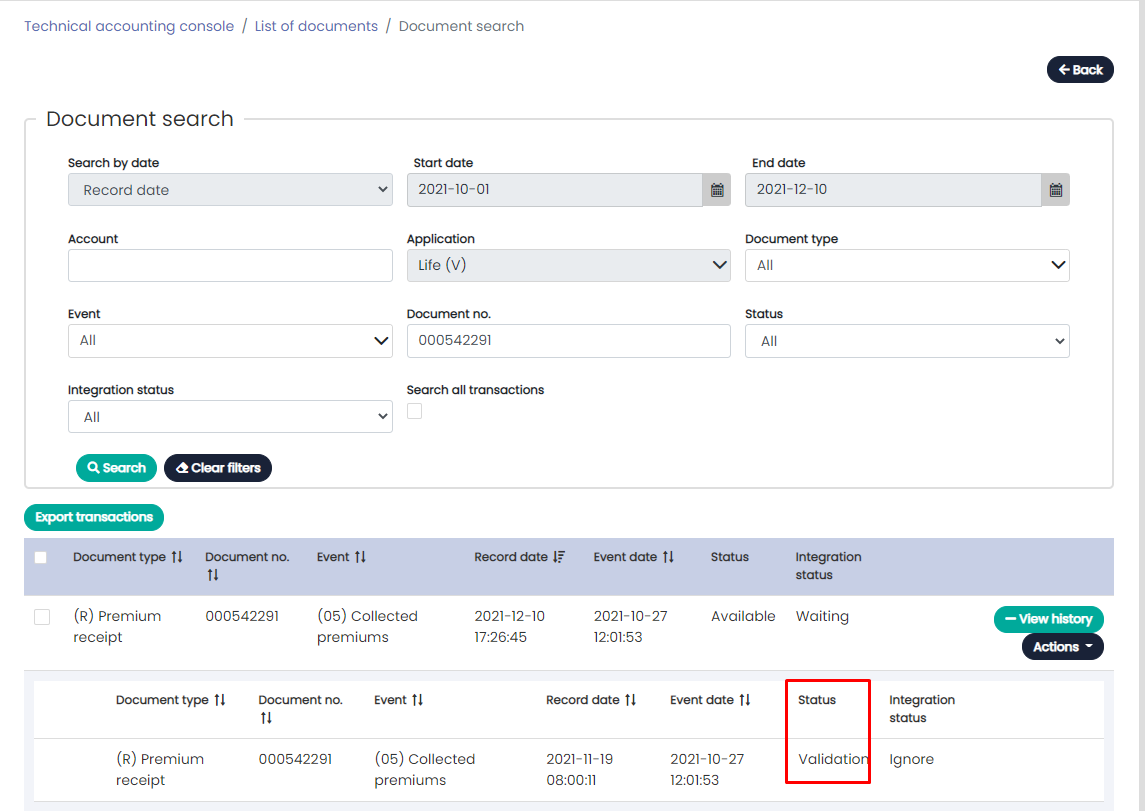 Technical accounting console / List of documents / Document search
Back
Document search
Search by date Start date End date
Record date 2021-10-01 2021-12-10
Account Application Document type
Life (V) All
Event Document no. Status
All 000542291 All
Integration status Search all transactions
All
Search Clear filters
Export transactions
Document type Document no. Event Record date Event date Status Integration
status
(R) Premium 000542291 (05) Collected 2021-12-10 2021-10-27 Available Waiting View history
receipt premiums 17:26:45 12:01:53
Actions
Document type Document no. Event Record date Event date Status Integration
status
(R) Premium 000542291 (05) Collected 2021-11-19 2021-10-27 Validation Ignore
receipt premiums 08:00:11 12:01:53